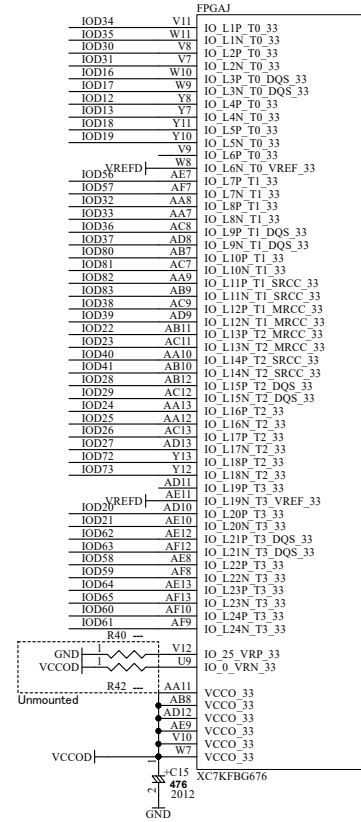 FPGAJ
IOD34 V11 IO_L1P_T0_33
IOD35 W11 IO_L1N_T0_33
IOD30 V8 IO_L2P_T0_33
IOD31 V7 IO_L2N_T0_33
IOD16 W10 IO_L3P_T0_DQS_33
IOD17 W9 IO_L3N_T0_DQS_33
IOD12 Y8 IO_L4P_T0_33
IOD13 Y7 IO_L4N_T0_33
IOD18 Y11 IO_L5P_T0_33
IOD19 Y10 IO_L5N_T0_33
V9 IO_L6P_T0_33
VREFD W8 IO_L6N_T0_VREF_33
IOD56 AE7 IO_L7P_T1_33
IOD57 AF7 IO_L7N_T1_33
IOD32 AA8 IO_L8P_T1_33
IOD33 AA7 IO_L8N_T1_33
IOD36 AC8 IO_L9P_T1_DQS_33
IOD37 AD8 IO_L9N_T1_DQS_33
IOD80 AB7 IO_L10P_T1_33
IOD81 AC7 IO_L10N_T1_33
IOD82 AA9 IO_L11P_T1_SRCC_33
IOD83 AB9 IO_L11N_T1_SRCC_33
IOD38 AC9 IO_L12P_T1_MRCC_33
IOD39 AD9 IO_L12N_T1_MRCC_33
IOD22 AB11 IO_L13P_T2_MRCC_33
IOD23 AC11 IO_L13N_T2_MRCC_33
IOD40 AA10 IO_L14P_T2_SRCC_33
IOD41 AB10 IO_L14N_T2_SRCC_33
IOD28 AB12 IO_L15P_T2_DQS_33
IOD29 AC12 IO_L15N_T2_DQS_33
IOD24 AA13 IO_L16P_T2_33
IOD25 AA12 IO_L16N_T2_33
IOD26 AC13 IO_L17P_T2_33
IOD27 AD13 IO_L17N_T2_33
IOD72 Y13 IO_L18P_T2_33
IOD73 Y12 IO_L18N_T2_33
AD11 IO_L19P_T3_33
VREFD AE11 IO_L19N_T3_VREF_33
IOD20 AD10 IO_L20P_T3_33
IOD21 AE10 IO_L20N_T3_33
IOD62 AE12 IO_L21P_T3_DQS_33
IOD63 AF12 IO_L21N_T3_DQS_33
IOD58 AE8 IO_L22P_T3_33
IOD59 AF8 IO_L22N_T3_33
IOD64 AE13 IO_L23P_T3_33
IOD65 AF13 IO_L23N_T3_33
IOD60 AF10 IO_L24P_T3_33
IOD61 AF9 IO_L24N_T3_33
R40 ---
GND 1 V12 IO_25_VRP_33
VCCOD 1 U9 IO_0_VRN_33
R42 ---
Unmounted
AA11 VCCO_33
AB8 VCCO_33
AD12 VCCO_33
AE9 VCCO_33
V10 VCCO_33
VCCOD W7 VCCO_33
XC7KFBG676
1
+C15
476
2012
2
GND